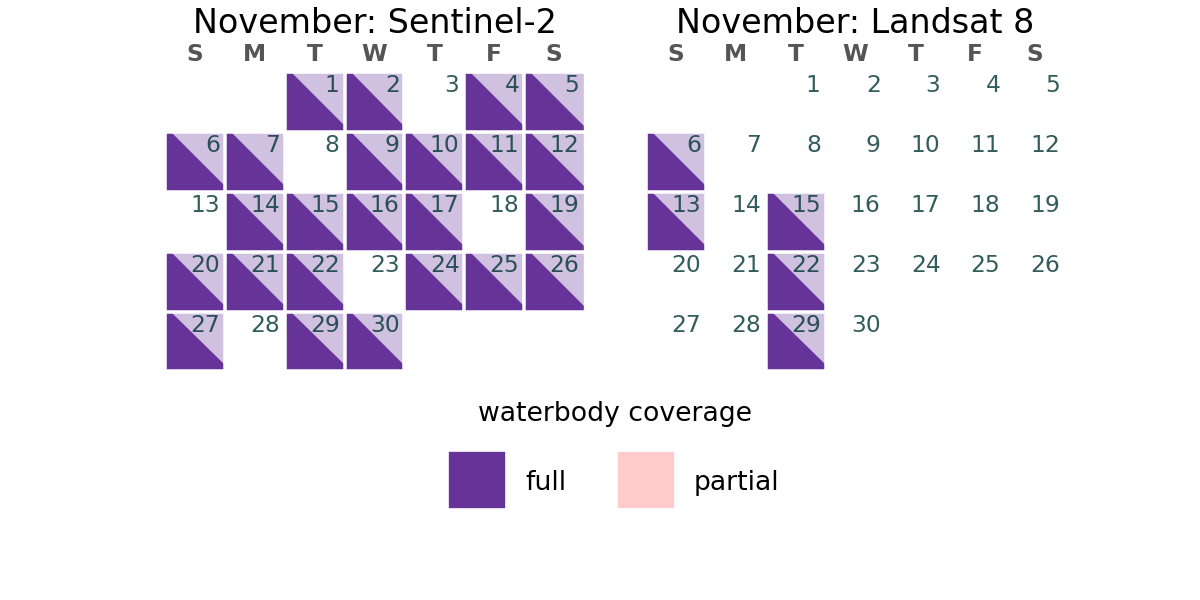 November: Sentinel-2
S M T W T F S
1 2 3 4 5
6 7 8 9 10 11 12
13 14 15 16 17 18 19
20 21 22 23 24 25 26
27 28 29 30
November: Landsat 8
S M T W T F S
1 2 3 4 5
6 7 8 9 10 11 12
13 14 15 16 17 18 19
20 21 22 23 24 25 26
27 28 29 30
waterbody coverage
full partial